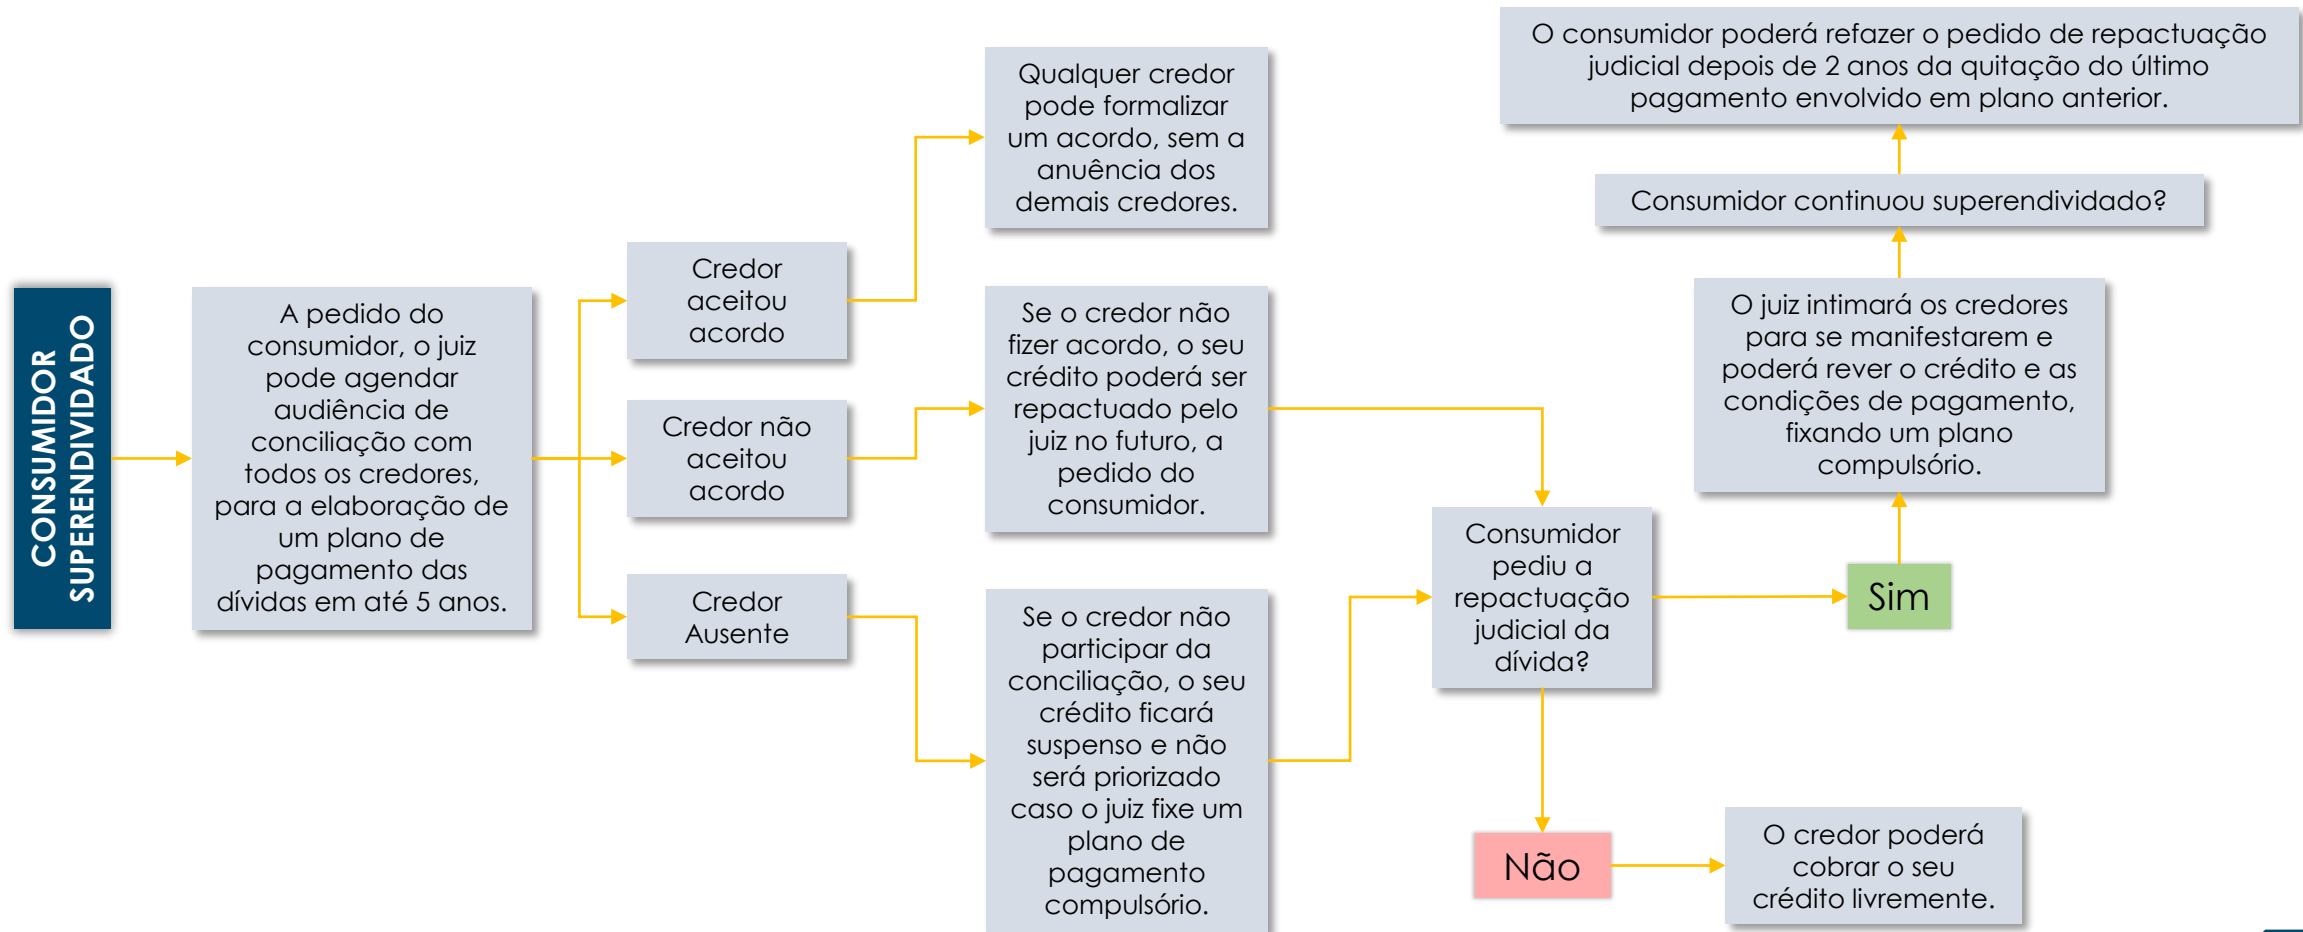 CONSUMIDOR
SUPERENDIVIDADO
A pedido do
consumidor, o juiz
pode agendar
audiência de
conciliação com
todos os credores,
para a elaboração de
um plano de
pagamento das
dívidas em até 5 anos.
Credor
aceitou
acordo
Credor não
aceitou
acordo
Credor
Ausente
Qualquer credor
pode formalizar
um acordo, sem a
anuência dos
demais credores.
Se o credor não
fizer acordo, o seu
crédito poderá ser
repactuado pelo
juiz no futuro, a
pedido do
consumidor.
Se o credor não
participar da
conciliação, o seu
crédito ficará
suspenso e não
será priorizado
caso o juiz fixe um
plano de
pagamento
compulsório.
Consumidor
pediu a
repactuação
judicial da
dívida?
Sim
O juiz intimará os credores
para se manifestarem e
poderá rever o crédito e as
condições de pagamento,
fixando um plano
compulsório.
Consumidor continuou superendividado?
O consumidor poderá refazer o pedido de repactuação
judicial depois de 2 anos da quitação do último
pagamento envolvido em plano anterior.
Não
O credor poderá
cobrar o seu
crédito livremente.